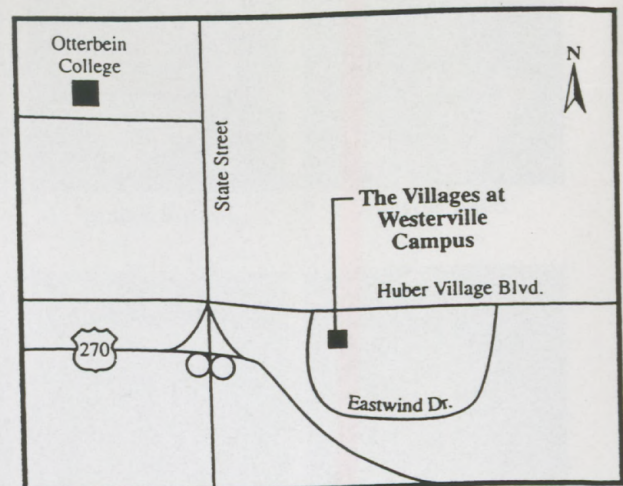 Otterbein
College
N
State Street
The Villages at
Westerville
Campus
Huber Village Blvd.
270
Eastwind Dr.